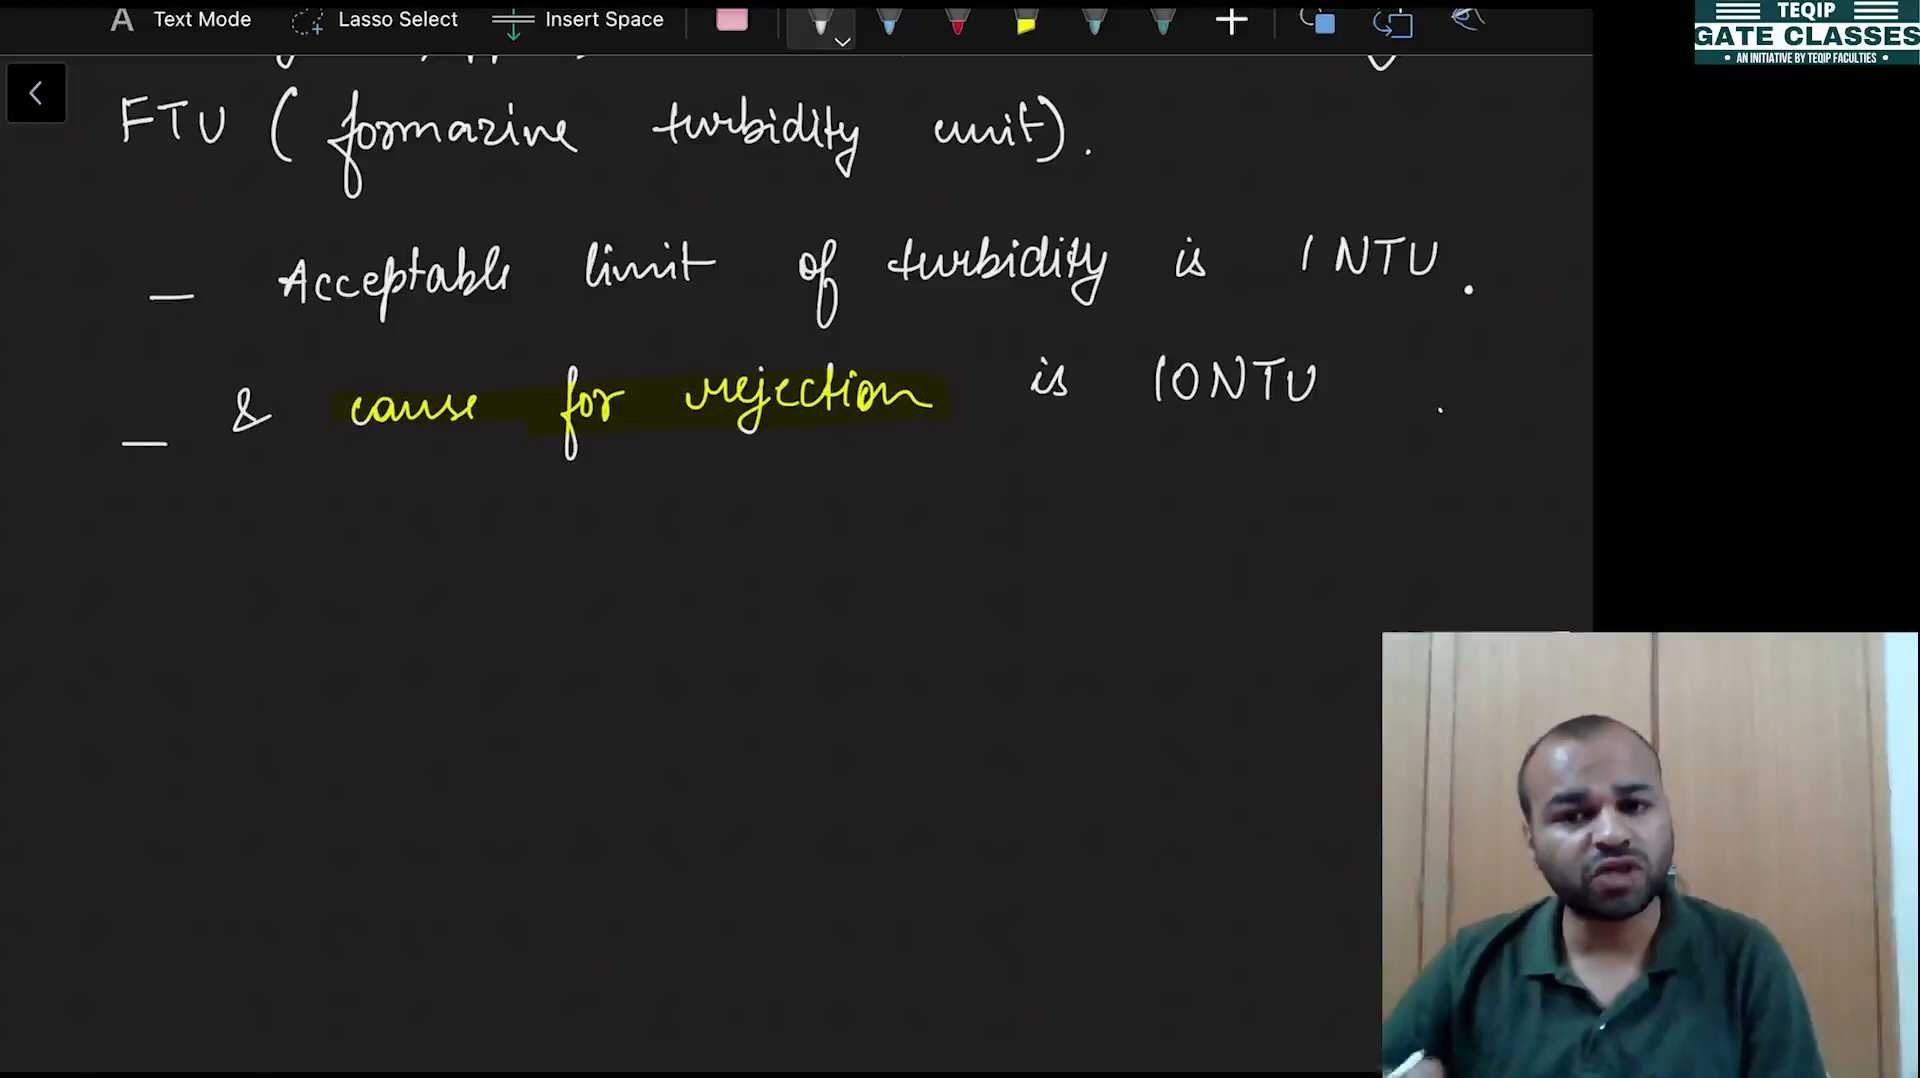 Text Mode Lasso Select Insert Space
TEQIP
GATE CLASSES
• AN INITIATIVE BY TEQIP FACULTIES •
FTU (formazine turbidity unit).
— Acceptable limit of turbidity is 1 NTU.
— & cause for rejection is 10NTU .